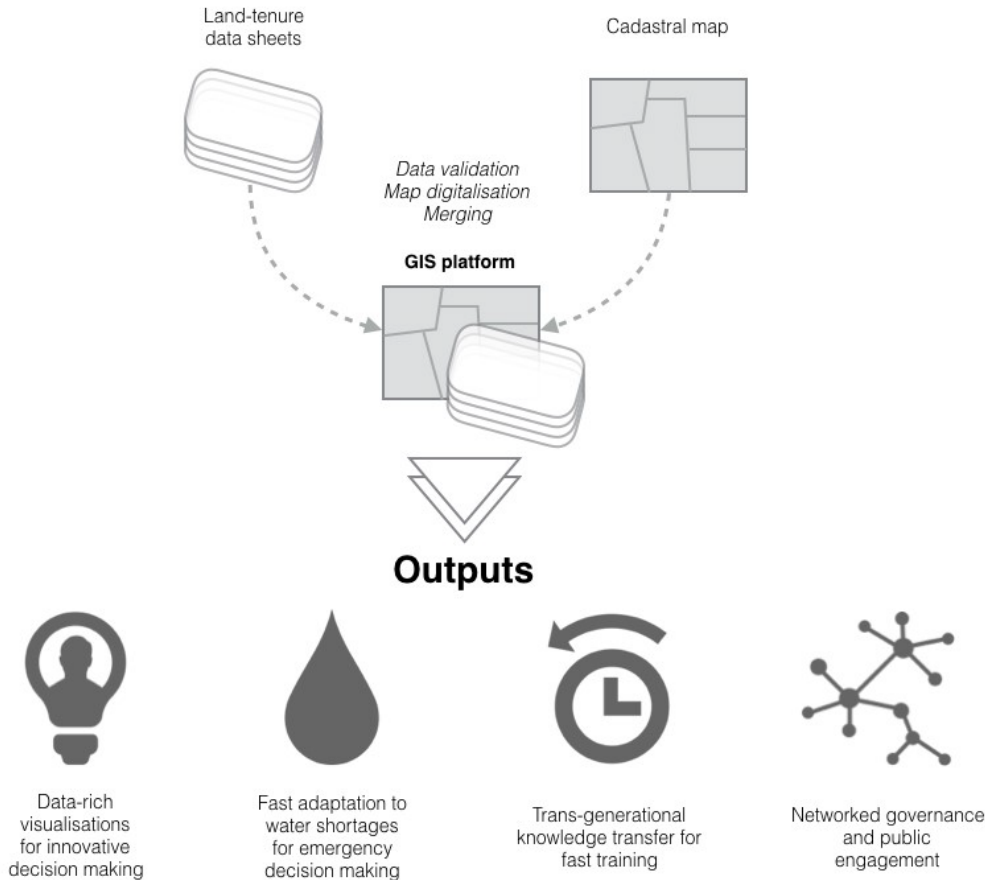 Land-tenure
data sheets
Cadastral map
Data validation
Map digitalisation
Merging
GIS platform
Outputs
Data-rich
visualisations
for innovative
decision making
Fast adaptation to
water shortages
for emergency
decision making
Trans-generational
knowledge transfer for
fast training
Networked governance
and public
engagement